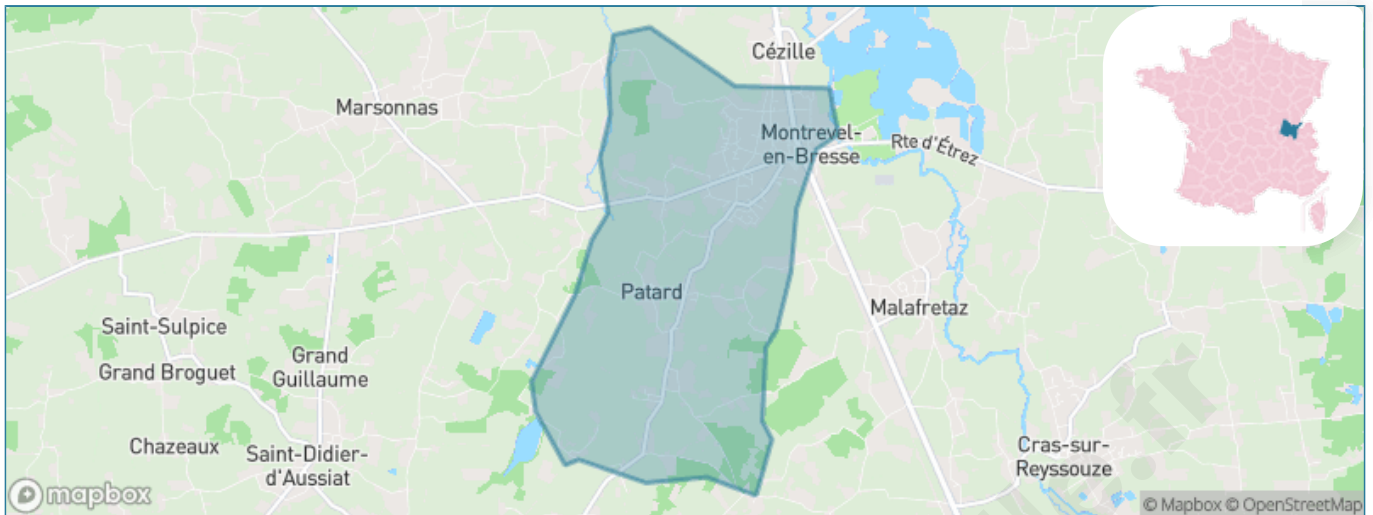 Cézille
Marsonnas
Montrevel-
en-Bresse
Rte d'Étrez
Patard
Malafretaz
Saint-Sulpice
Grand
Guillaume
Grand Broguet
Chazeaux
Saint-Didier-
d'Aussiat
Cras-sur-
Reyssouze
mapbox
© Mapbox © OpenStreetMap